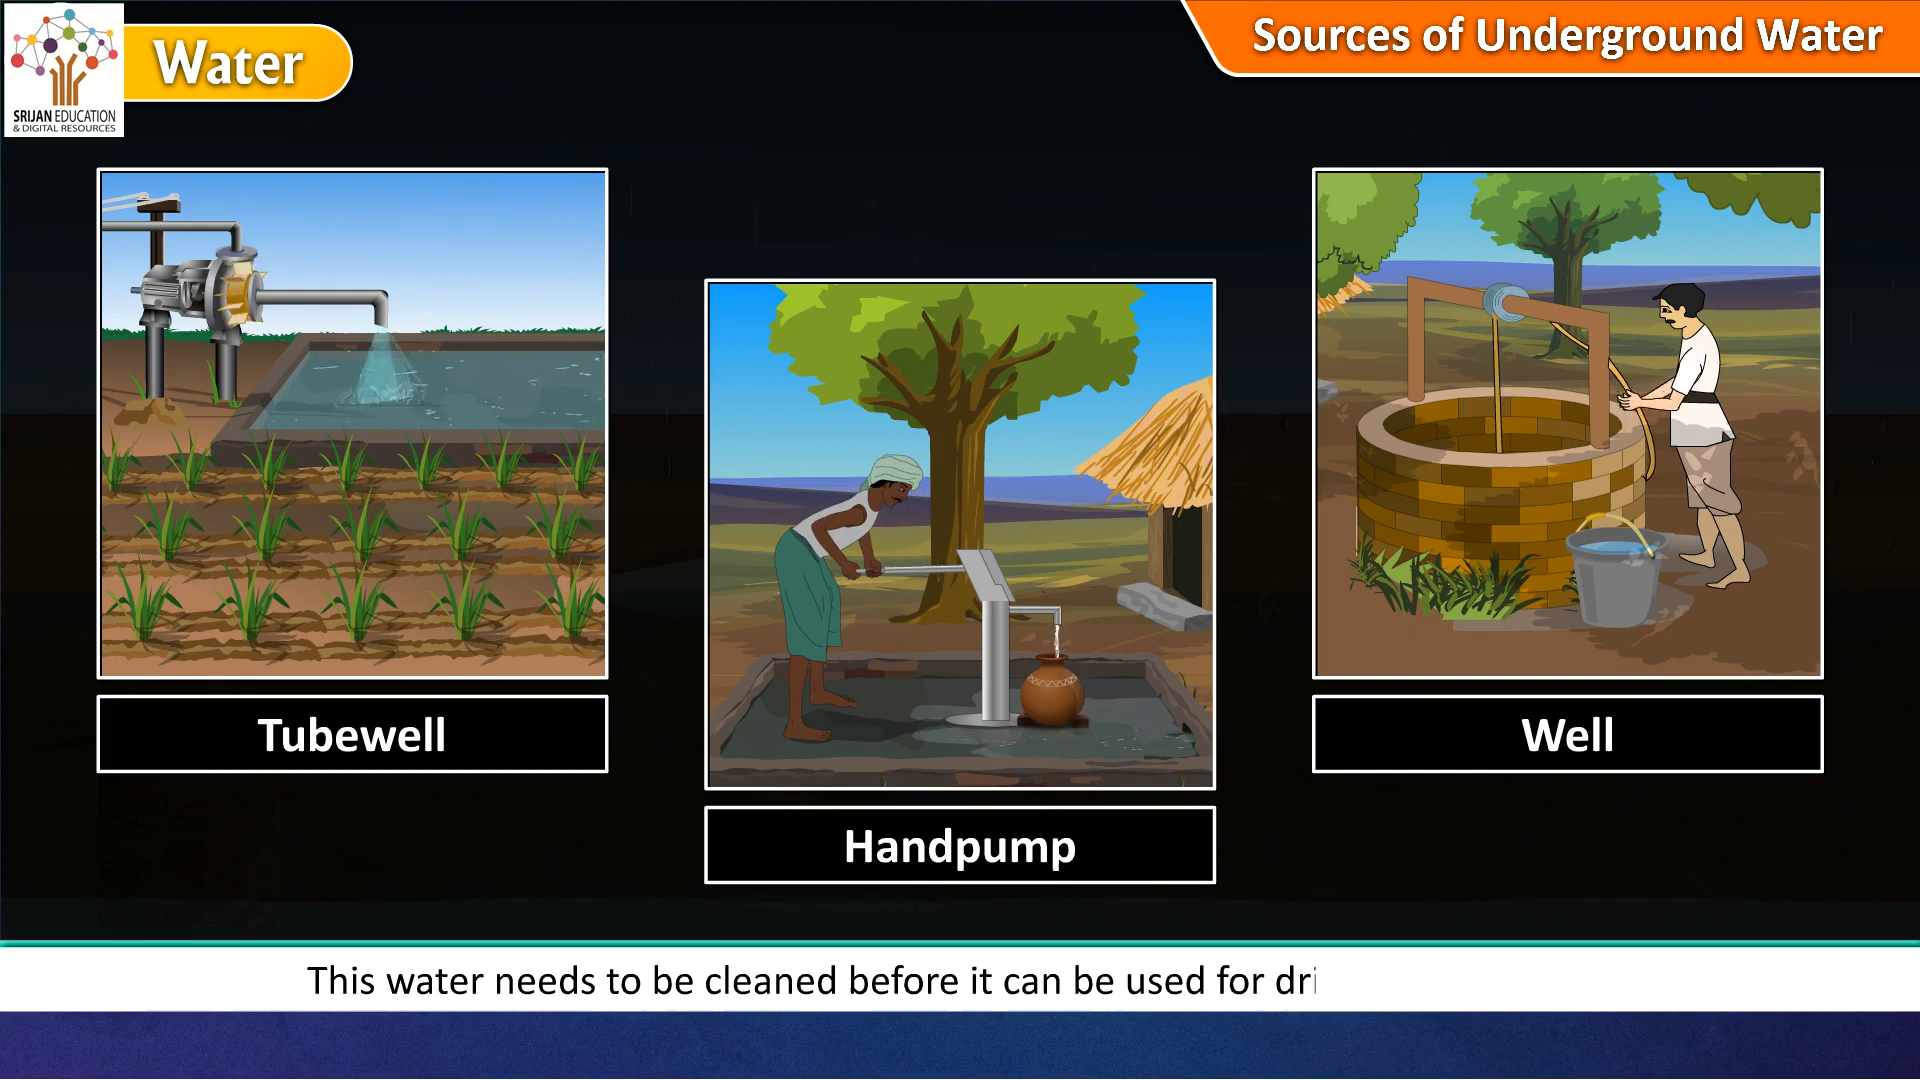 SRIJAN EDUCATION
& DIGITAL RESOURCES
Water
Sources of Underground Water
Tubewell
Handpump
Well
This water needs to be cleaned before it can be used for dri